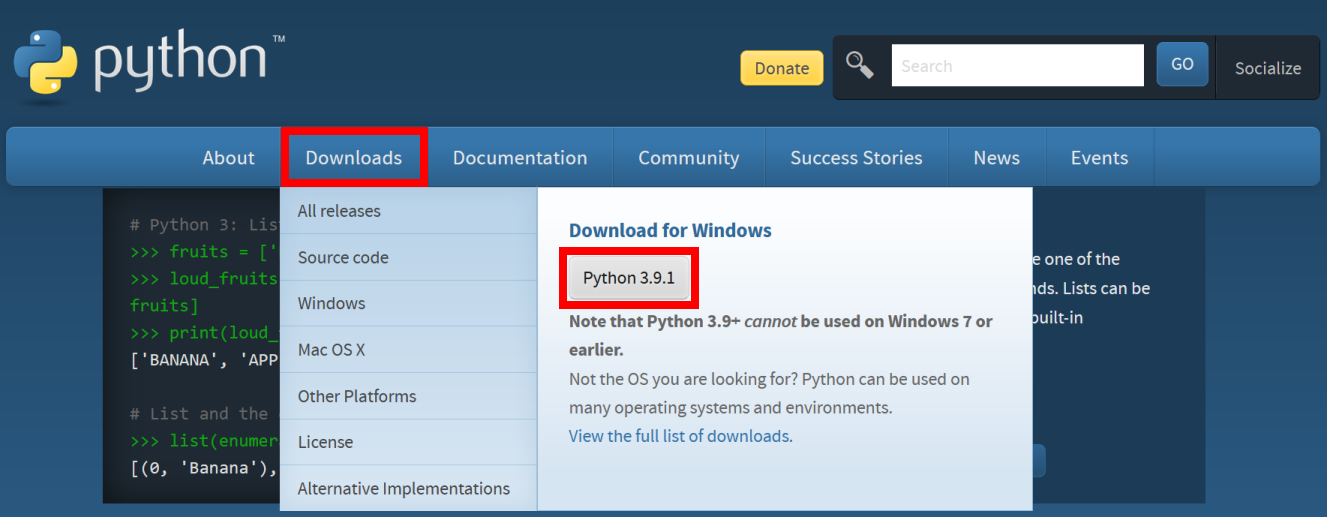 python™
Donate
Search
GO
Socialize
About
Downloads
Documentation
Community
Success Stories
News
Events
All releases
Source code
Windows
Mac OS X
Other Platforms
License
Alternative Implementations
Download for Windows
Python 3.9.1
Note that Python 3.9+ cannot be used on Windows 7 or
earlier.
Not the OS you are looking for? Python can be used on
many operating systems and environments.
View the full list of downloads.
# Python 3: Lis
>>> fruits = ['
>>> loud_fruits
fruits]
>>> print(loud_
['BANANA', 'APP
# List and the
>>> list(enumer
[(0, 'Banana'),
e one of the
nds. Lists can be
built-in